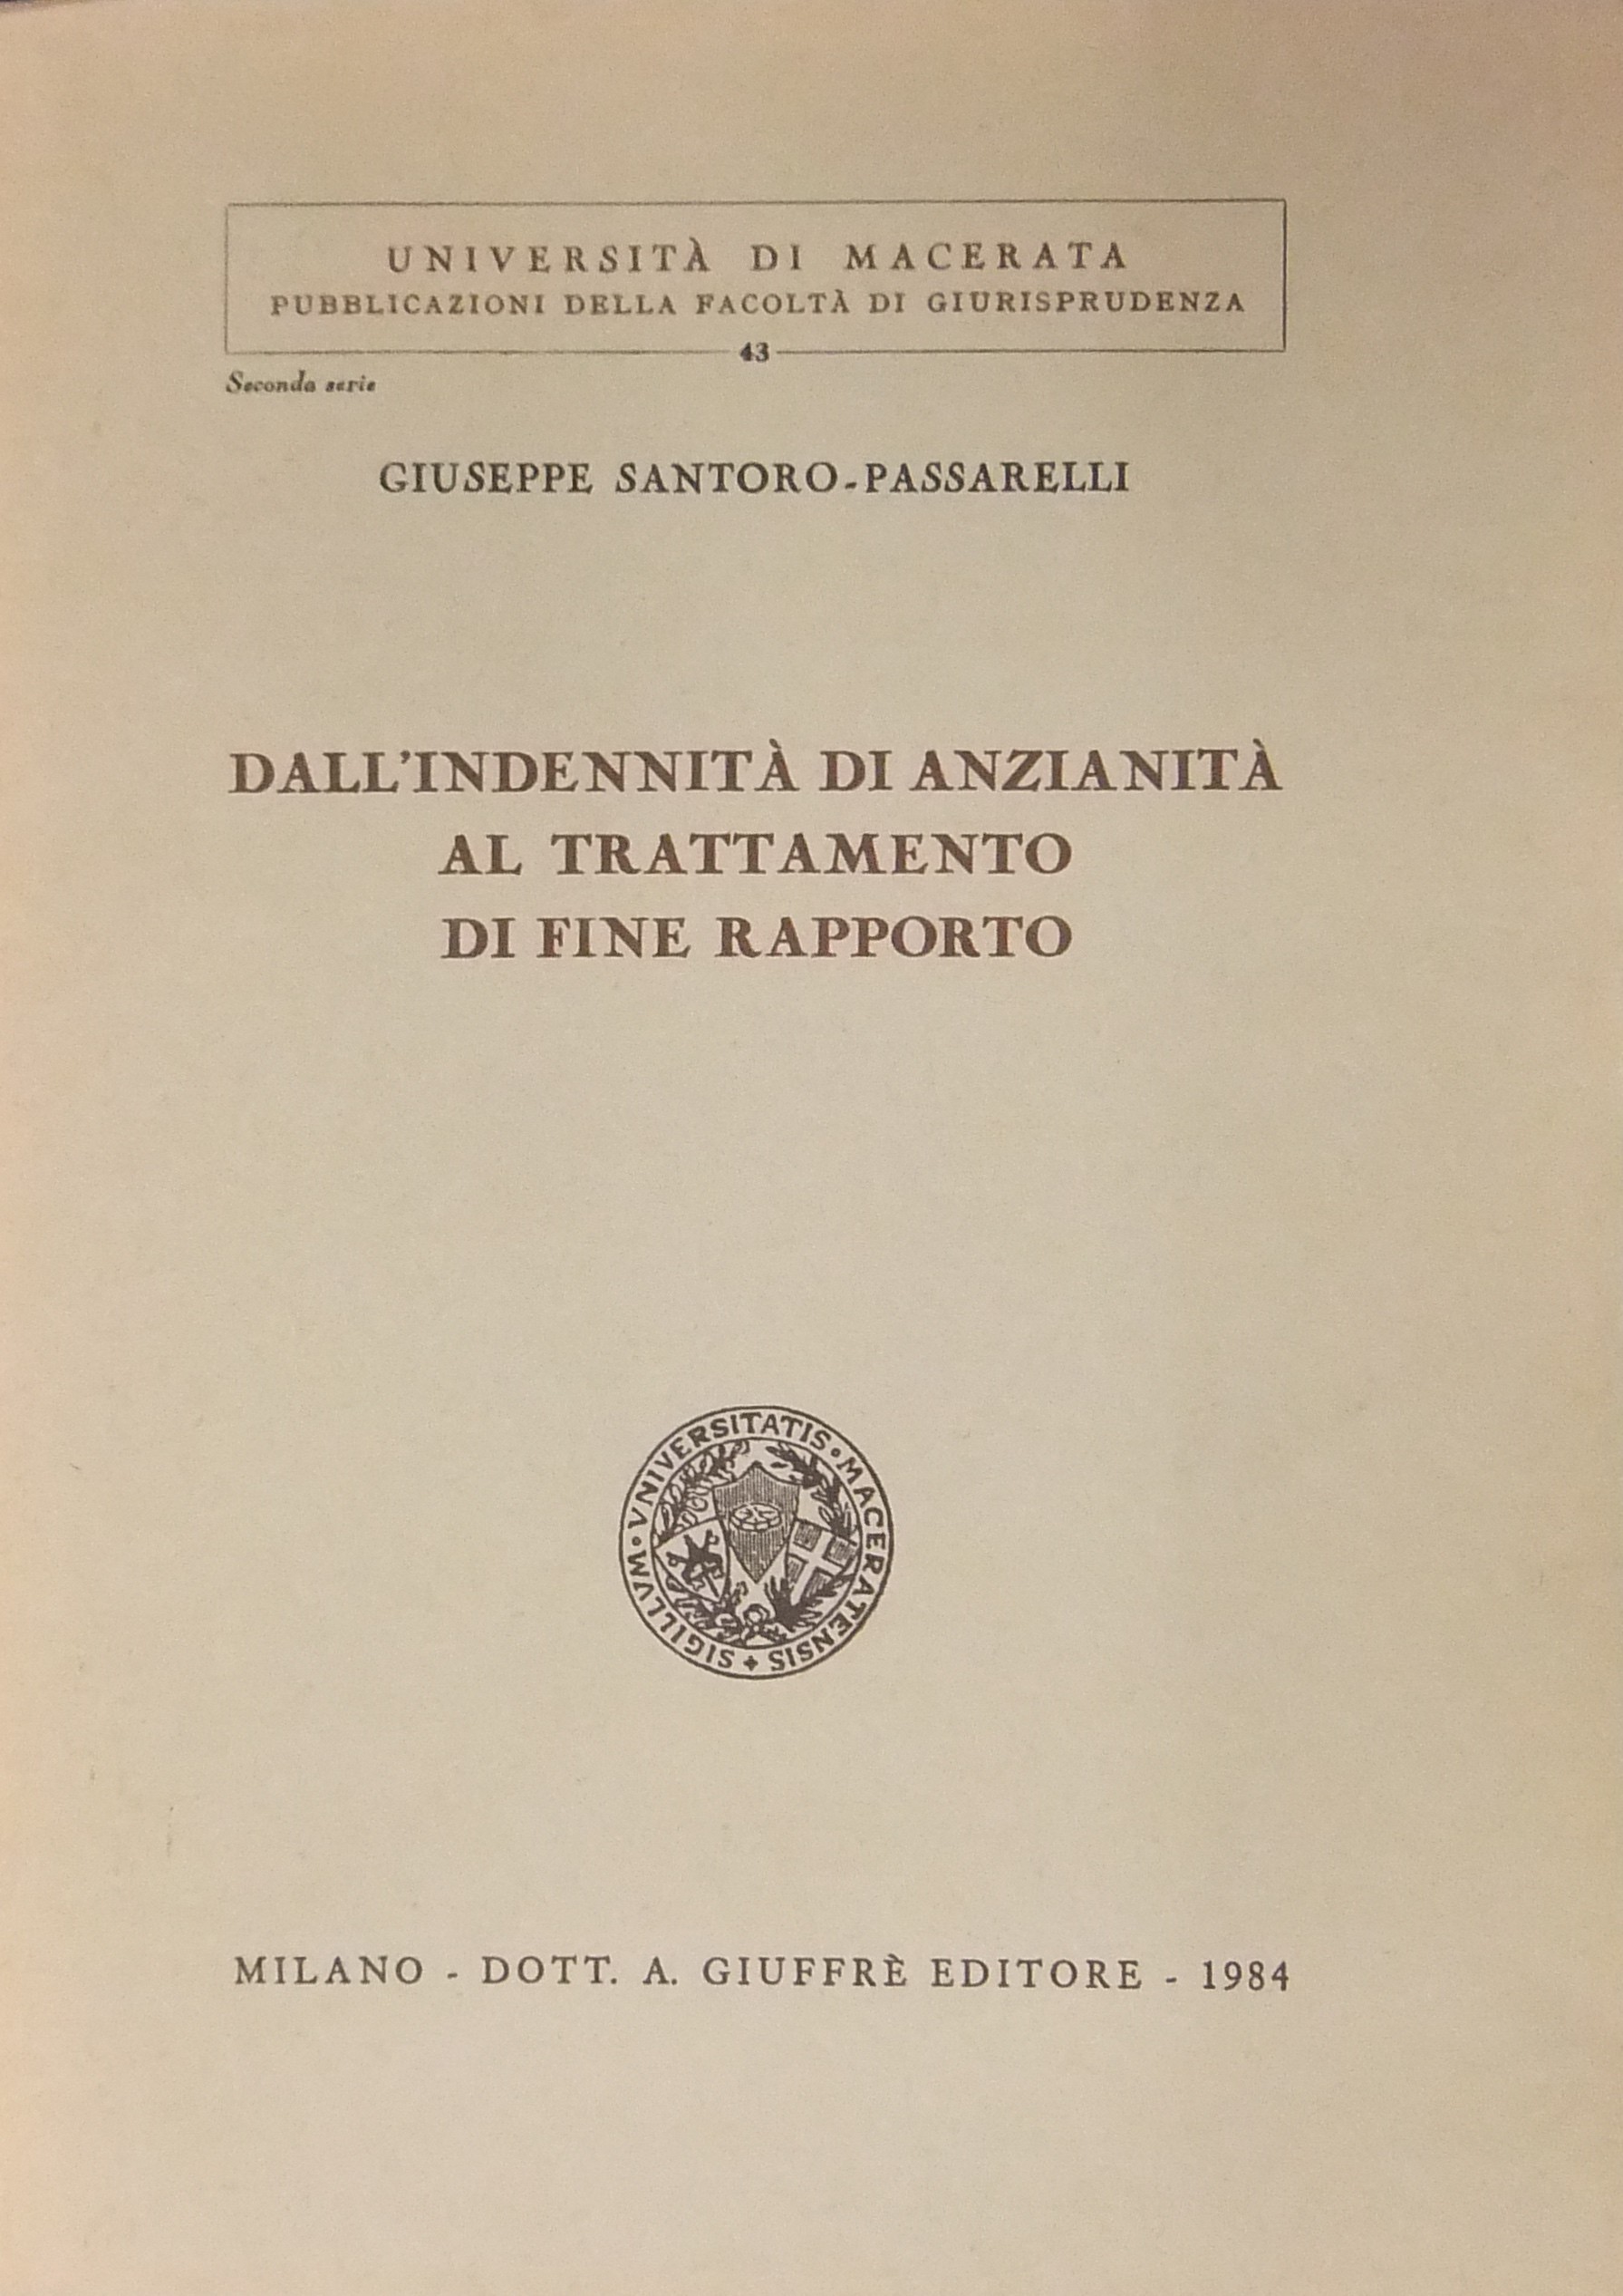 UNIVERSITÀ DI MACERATA
PUBBLICAZIONI DELLA FACOLTÀ DI GIURISPRUDENZA
43
Seconda serie
GIUSEPPE SANTORO-PASSARELLI
DALL'INDENNITÀ DI ANZIANITÀ
AL TRATTAMENTO
DI FINE RAPPORTO
SIGILLVM • VNIVERSITATIS • MACERATENSIS
MILANO - DOTT. A. GIUFFRÈ EDITORE - 1984